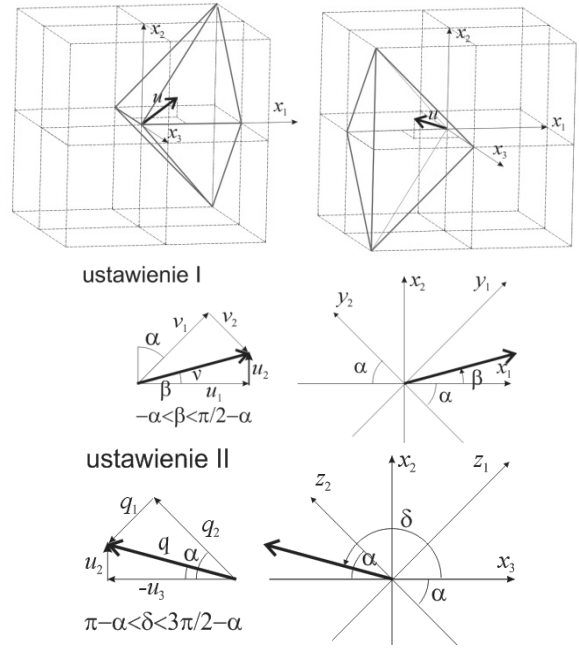 x₂
u
x₁
x₃
x₂
u
x₁
x₃
ustawienie I
α
v₁
v₂
v
β
u₁
u₂
−α<β<π/2−α
y₂
x₂
y₁
α
x₁
β
α
ustawienie II
q₁
q₂
q
α
u₂
-u₃
π−α<δ<3π/2−α
z₂
x₂
z₁
δ
α
x₃
α